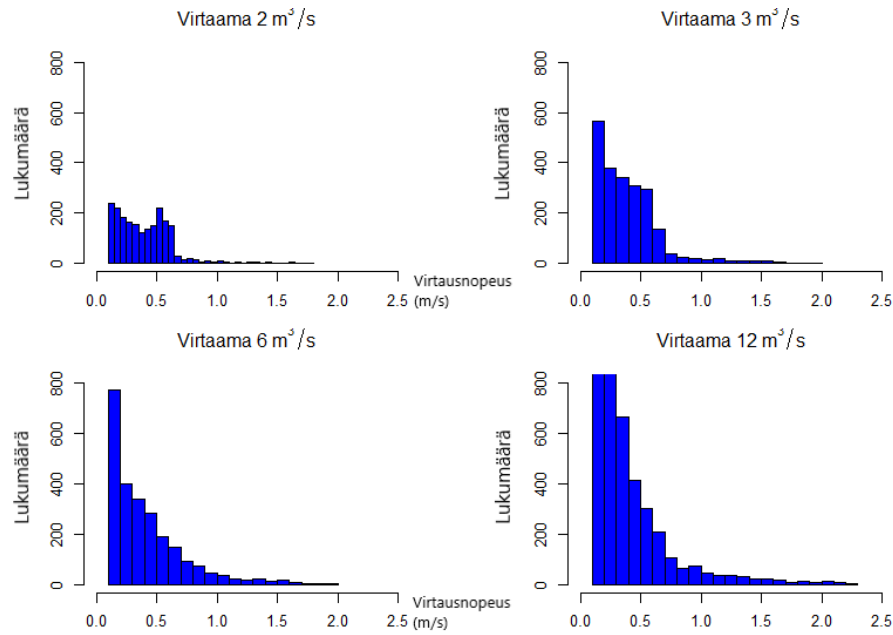 Virtaama 2 m³/s
Virtaama 3 m³/s
Lukumäärä
0 200 400 600 800
0.0 0.5 1.0 1.5 2.0 2.5
Virtausnopeus
(m/s)
Lukumäärä
0 200 400 600 800
0.0 0.5 1.0 1.5 2.0 2.5
Virtaama 6 m³/s
Virtaama 12 m³/s
Lukumäärä
0 200 400 600 800
0.0 0.5 1.0 1.5 2.0 2.5
Virtausnopeus
(m/s)
Lukumäärä
0 200 400 600 800
0.0 0.5 1.0 1.5 2.0 2.5